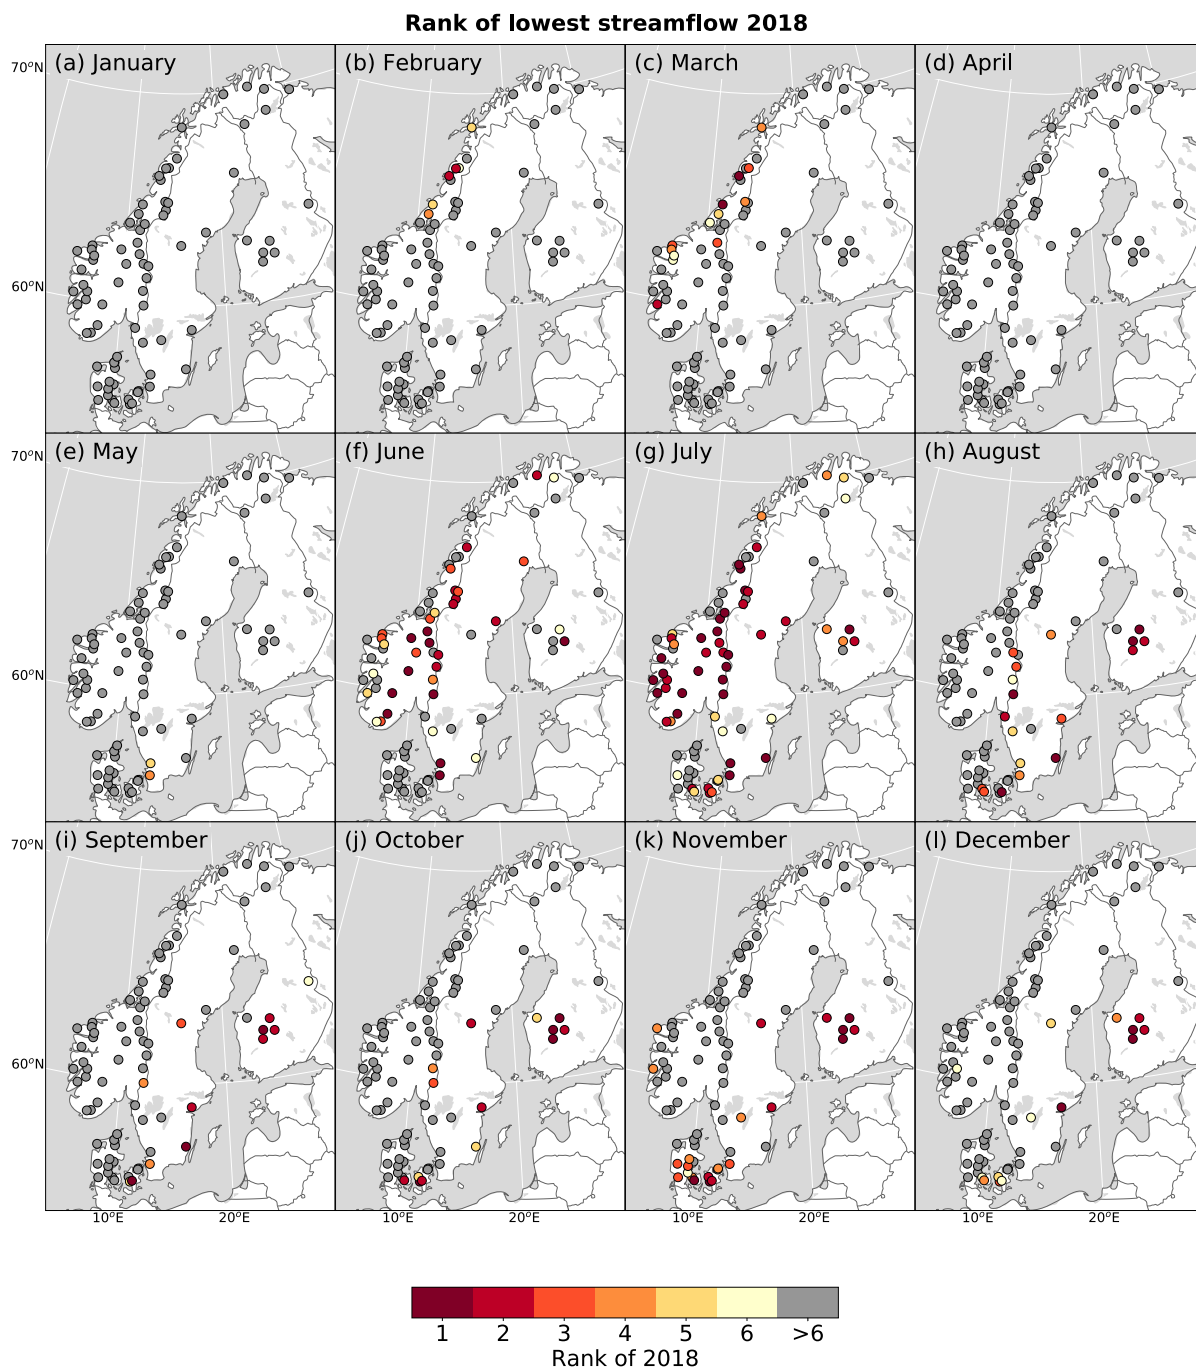 Rank of lowest streamflow 2018
(a) January
(b) February
(c) March
(d) April
70°N
60°N
(e) May
(f) June
(g) July
(h) August
70°N
60°N
(i) September
(j) October
(k) November
(l) December
70°N
60°N
10°E 20°E 10°E 20°E 10°E 20°E 10°E 20°E
1 2 3 4 5 6 >6
Rank of 2018